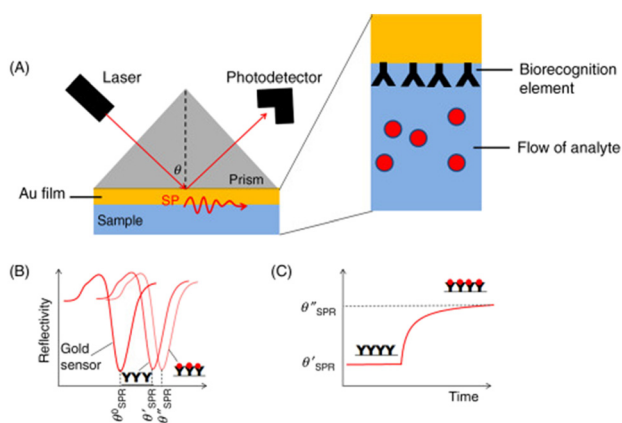 (A)
Laser
Photodetector
θ
Prism
Au film
SP
Sample
Biorecognition
element
Flow of analyte
(B)
Reflectivity
Gold
sensor
θ⁰SPR
θ′SPR
θ″SPR
(C)
θ″SPR
θ′SPR
Time